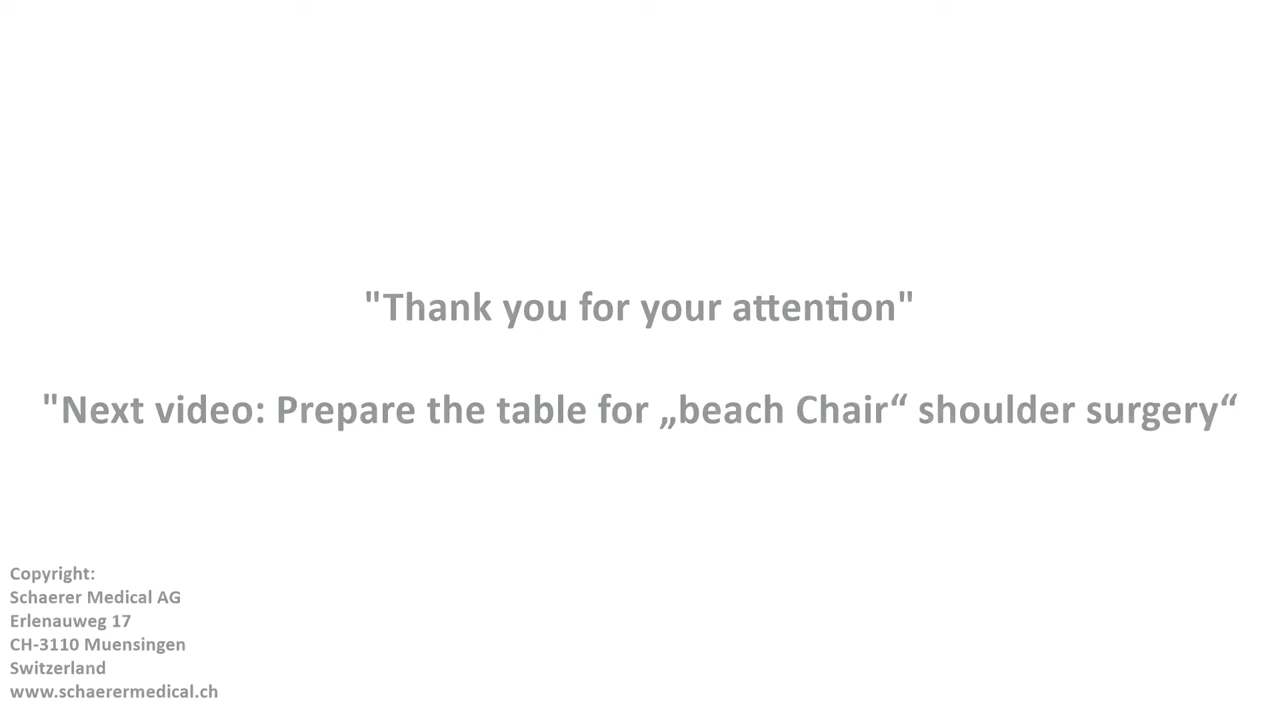 "Thank you for your attention"
"Next video: Prepare the table for „beach Chair“ shoulder surgery“
Copyright:
Schaerer Medical AG
Erlenauweg 17
CH-3110 Muensingen
Switzerland
www.schaerermedical.ch